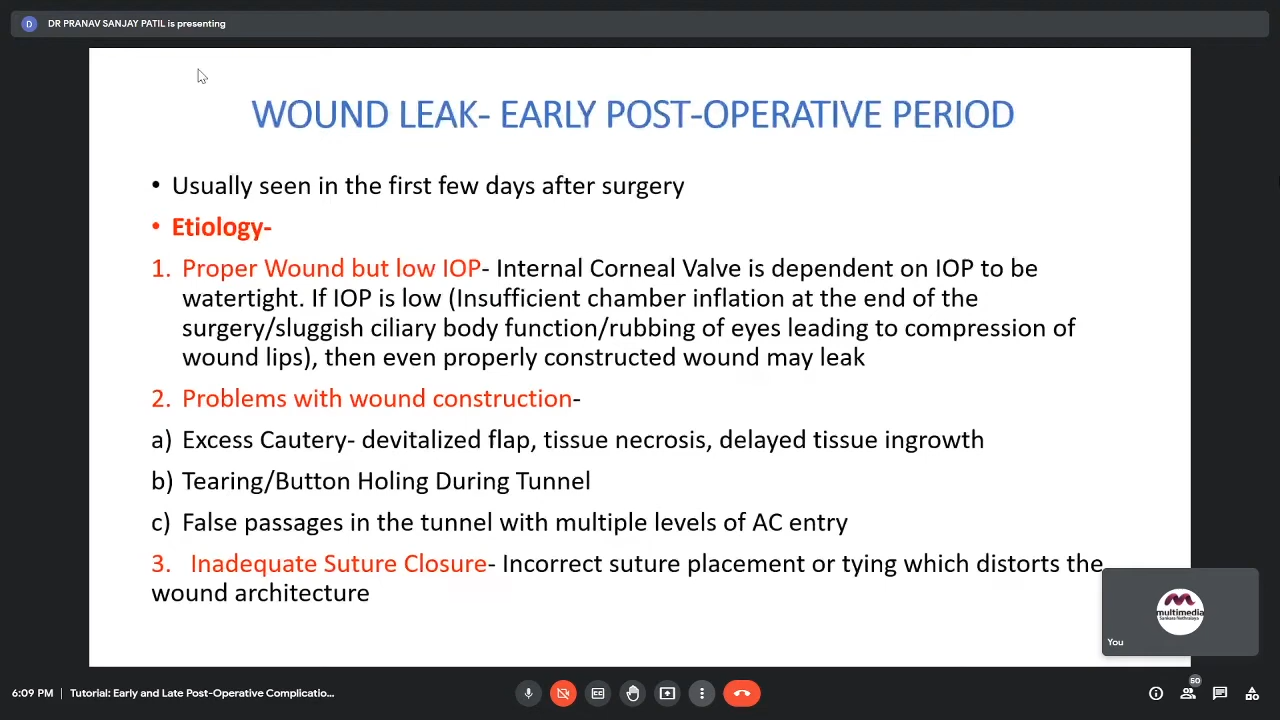 D DR PRANAV SANJAY PATIL is presenting
WOUND LEAK- EARLY POST-OPERATIVE PERIOD
• Usually seen in the first few days after surgery
• Etiology-
1. Proper Wound but low IOP- Internal Corneal Valve is dependent on IOP to be
watertight. If IOP is low (Insufficient chamber inflation at the end of the
surgery/sluggish ciliary body function/rubbing of eyes leading to compression of
wound lips), then even properly constructed wound may leak
2. Problems with wound construction-
a) Excess Cautery- devitalized flap, tissue necrosis, delayed tissue ingrowth
b) Tearing/Button Holing During Tunnel
c) False passages in the tunnel with multiple levels of AC entry
3. Inadequate Suture Closure- Incorrect suture placement or tying which distorts the
wound architecture
multimedia
Sankara Nethralaya
You
6:09 PM | Tutorial: Early and Late Post-Operative Complicatio...
60